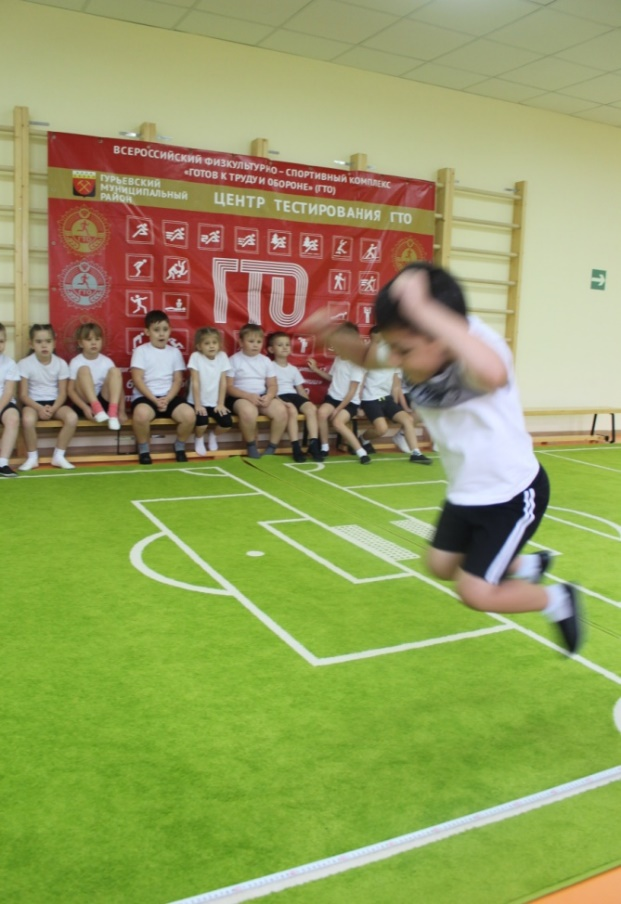 ВСЕРОССИЙСКИЙ ФИЗКУЛЬТУРНО – СПОРТИВНЫЙ КОМПЛЕКС
«ГОТОВ К ТРУДУ И ОБОРОНЕ» (ГТО)
ГУРЬЕВСКИЙ
МУНИЦИПАЛЬНЫЙ
РАЙОН
ЦЕНТР ТЕСТИРОВАНИЯ ГТО
ГТО